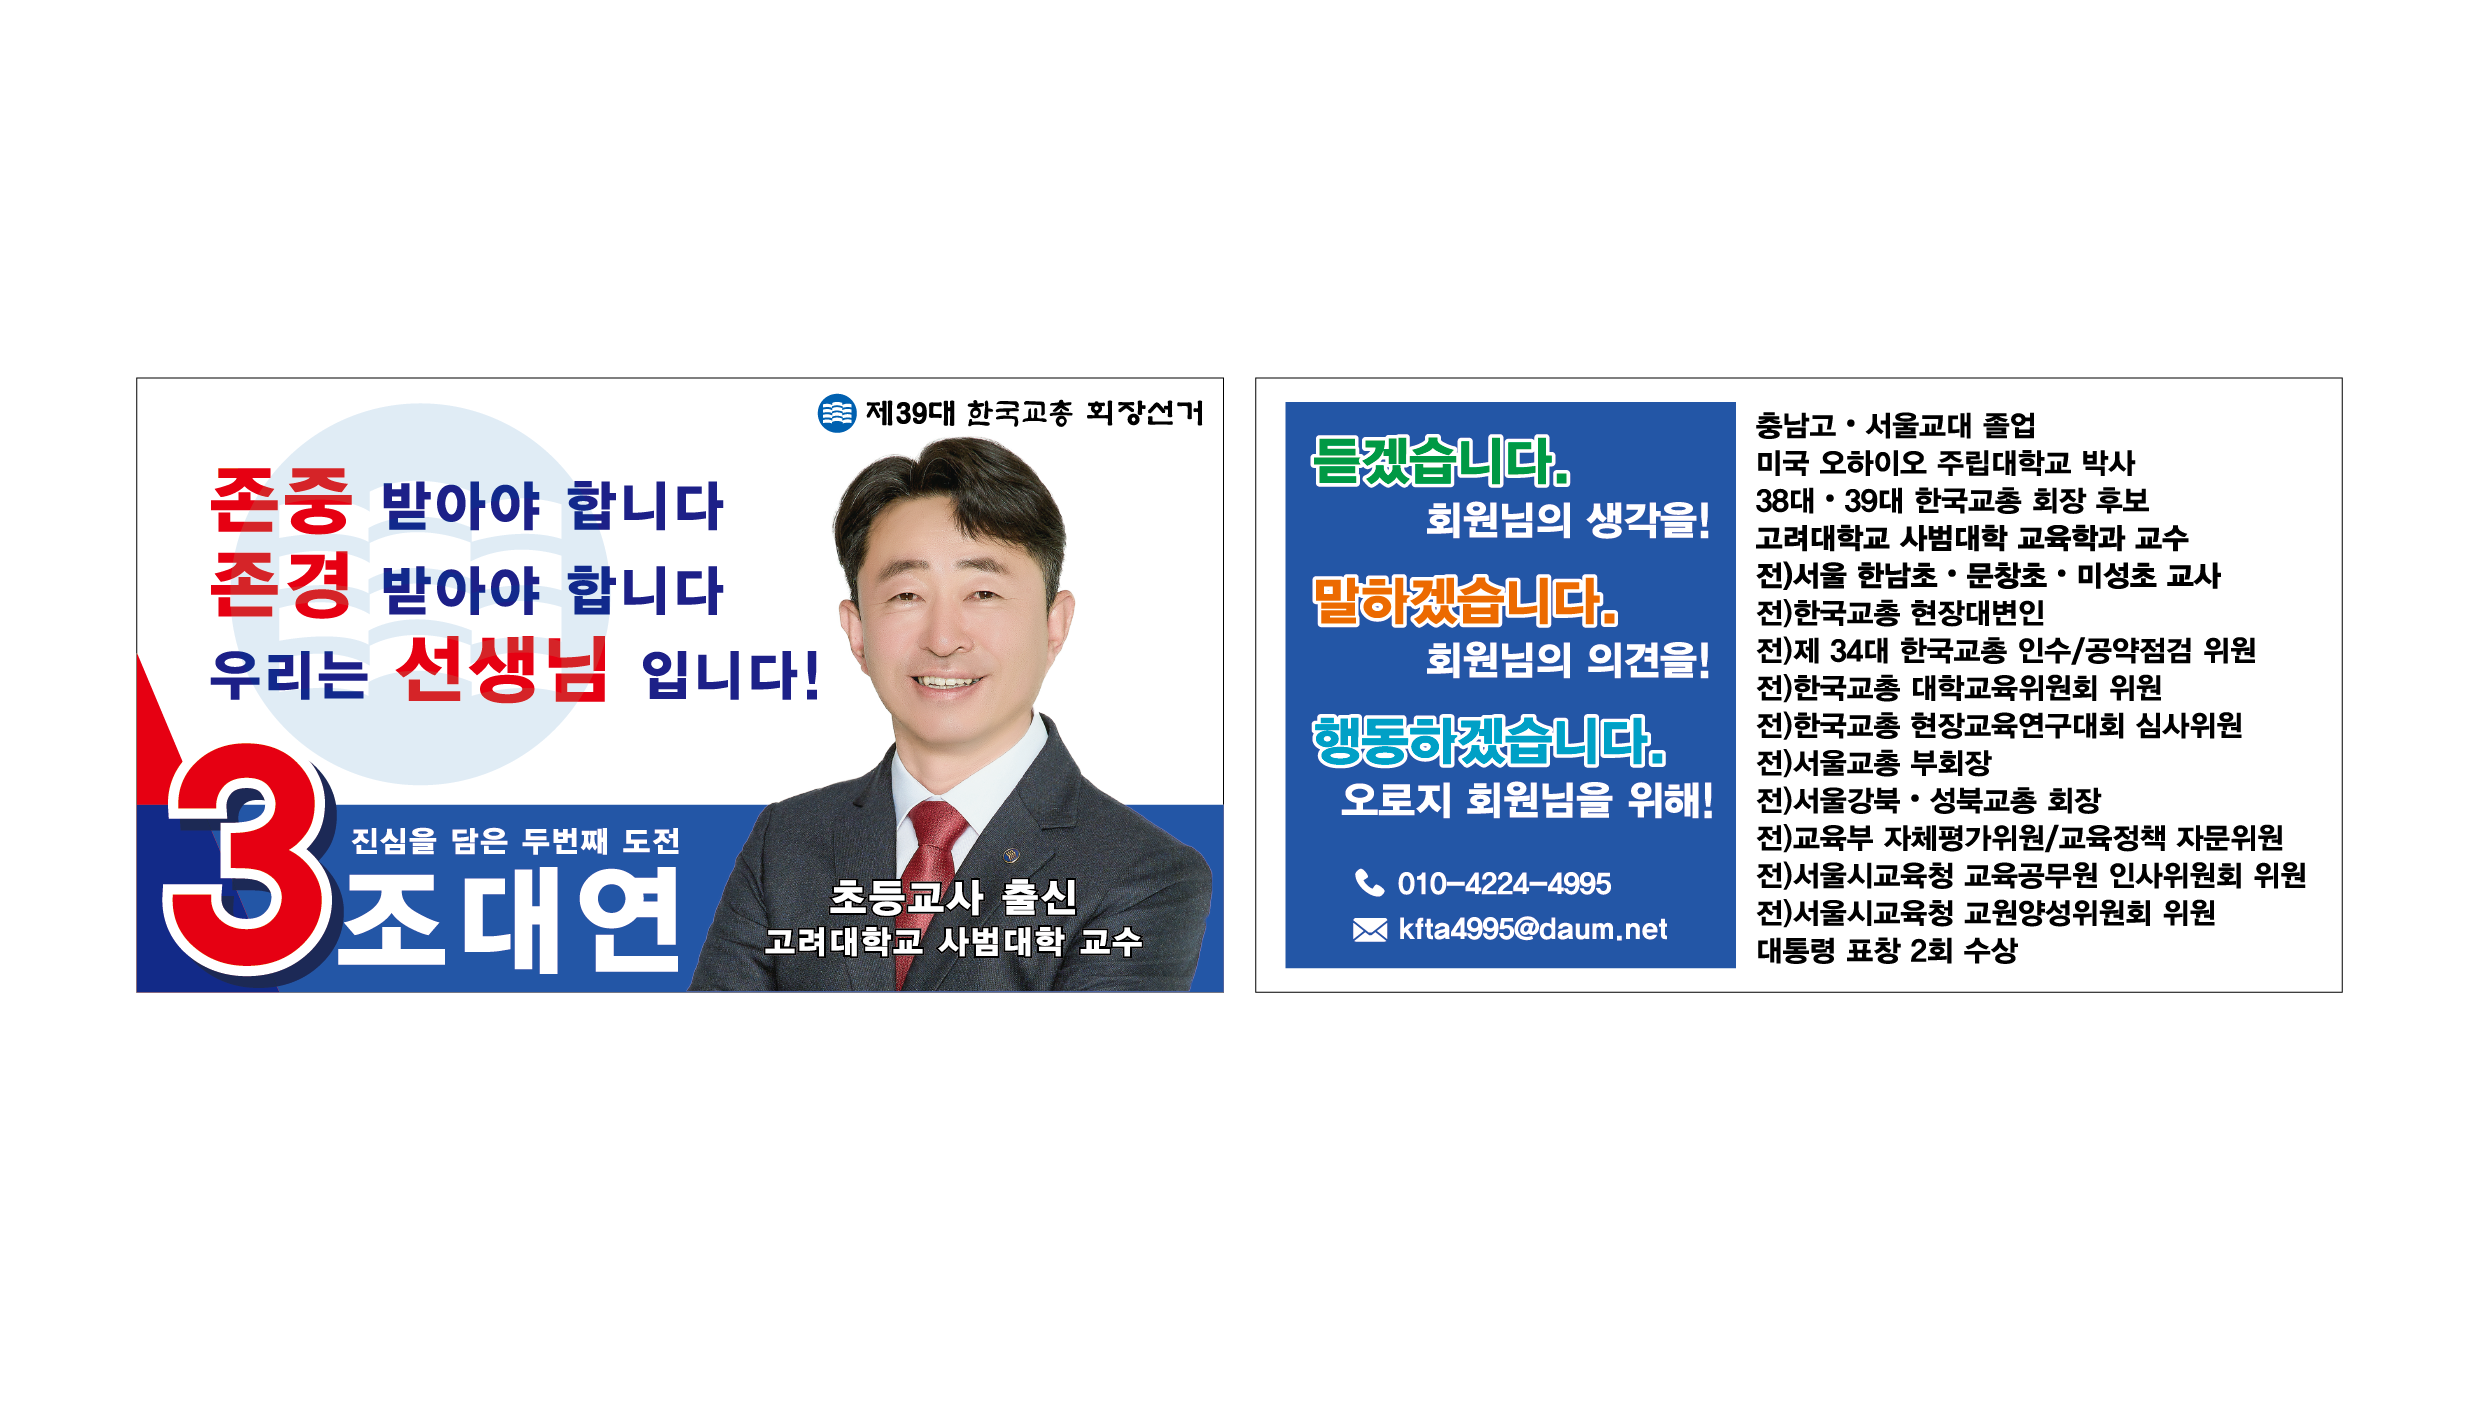 제39대 한국교총 회장선거
존중 받아야 합니다
존경 받아야 합니다
우리는 선생님 입니다!
3
진심을 담은 두번째 도전
조대연
초등교사 출신
고려대학교 사범대학 교수
듣겠습니다.
회원님의 생각을!
말하겠습니다.
회원님의 의견을!
행동하겠습니다.
오로지 회원님을 위해!
010-4224-4995
kfta4995@daum.net
충남고·서울교대 졸업
미국 오하이오 주립대학교 박사
38대·39대 한국교총 회장 후보
고려대학교 사범대학 교육학과 교수
전)서울 한남초·문창초·미성초 교사
전)한국교총 현장대변인
전)제 34대 한국교총 인수/공약점검 위원
전)한국교총 대학교육위원회 위원
전)한국교총 현장교육연구대회 심사위원
전)서울교총 부회장
전)서울강북·성북교총 회장
전)교육부 자체평가위원/교육정책 자문위원
전)서울시교육청 교육공무원 인사위원회 위원
전)서울시교육청 교원양성위원회 위원
대통령 표창 2회 수상